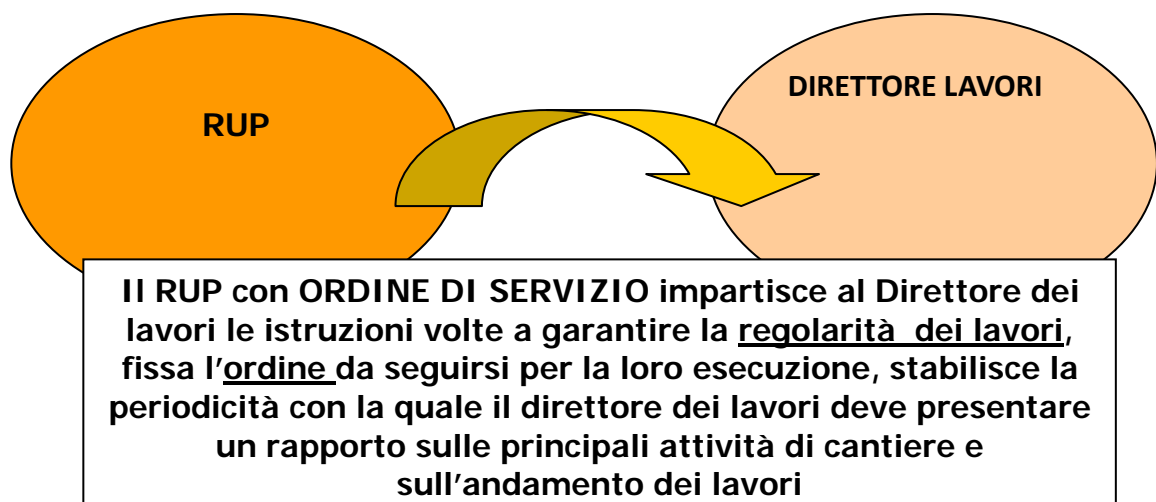 RUP
DIRETTORE LAVORI
Il RUP con ORDINE DI SERVIZIO impartisce al Direttore dei
lavori le istruzioni volte a garantire la regolarità dei lavori,
fissa l'ordine da seguirsi per la loro esecuzione, stabilisce la
periodicità con la quale il direttore dei lavori deve presentare
un rapporto sulle principali attività di cantiere e
sull'andamento dei lavori